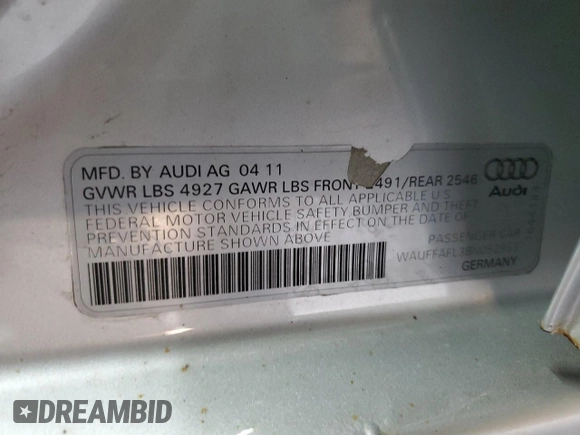 MFD. BY AUDI AG 04 11
GVWR LBS 4927 GAWR LBS FRONT 2491/REAR 2546
THIS VEHICLE CONFORMS TO ALL APPLICABLE U.S.
FEDERAL MOTOR VEHICLE SAFETY BUMPER AND THEFT
PREVENTION STANDARDS IN EFFECT ON THE DATE OF
MANUFACTURE SHOWN ABOVE
Audi
PASSENGER CAR
GERMANY
DREAMBID